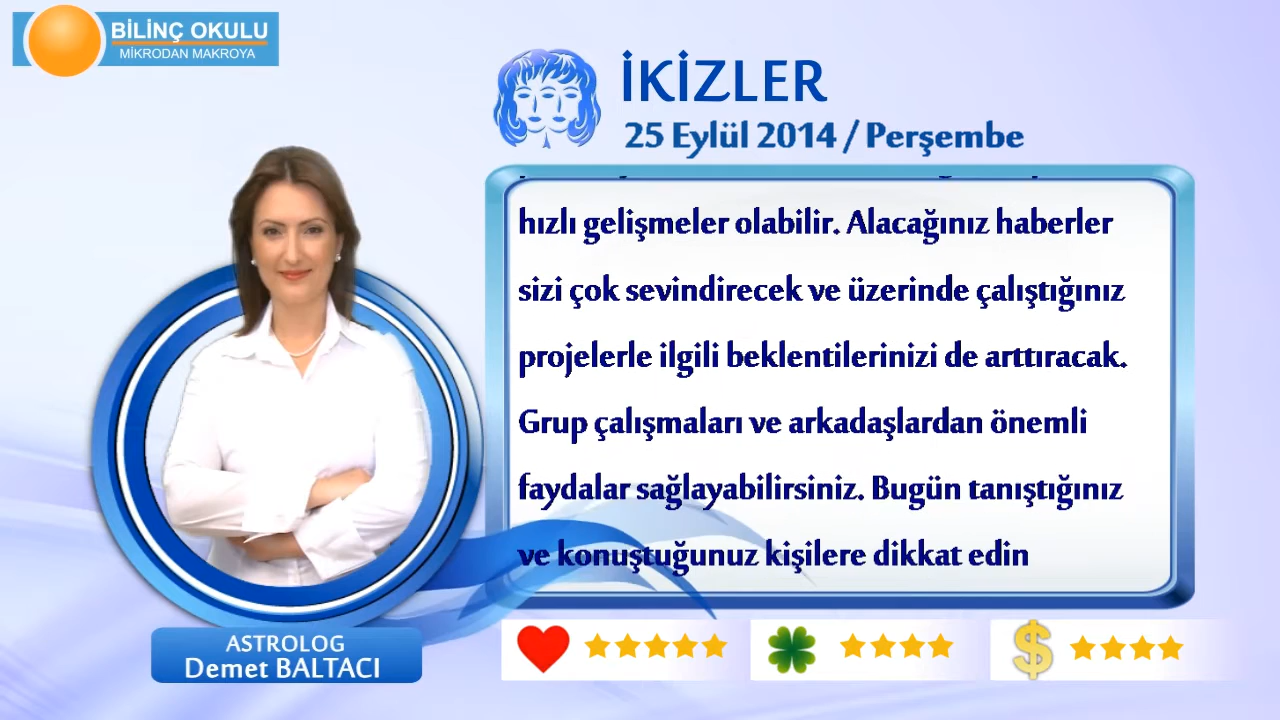 BİLİNÇ OKULU
MİKRODAN MAKROYA
İKİZLER
25 Eylül 2014 / Perşembe
hızlı gelişmeler olabilir. Alacağınız haberler
sizi çok sevindirecek ve üzerinde çalıştığınız
projelerle ilgili beklentilerinizi de arttıracak.
Grup çalışmaları ve arkadaşlardan önemli
faydalar sağlayabilirsiniz. Bugün tanıştığınız
ve konuştuğunuz kişilere dikkat edin
ASTROLOG
Demet BALTACI